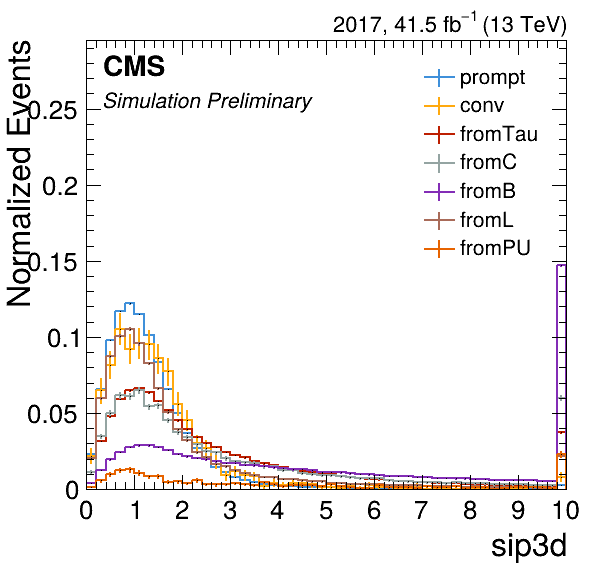 2017, 41.5 fb−1 (13 TeV)
CMS
Simulation Preliminary
prompt
conv
fromTau
fromC
fromB
fromL
fromPU
Normalized Events
0.25
0.2
0.15
0.1
0.05
0
0 1 2 3 4 5 6 7 8 9 10
sip3d